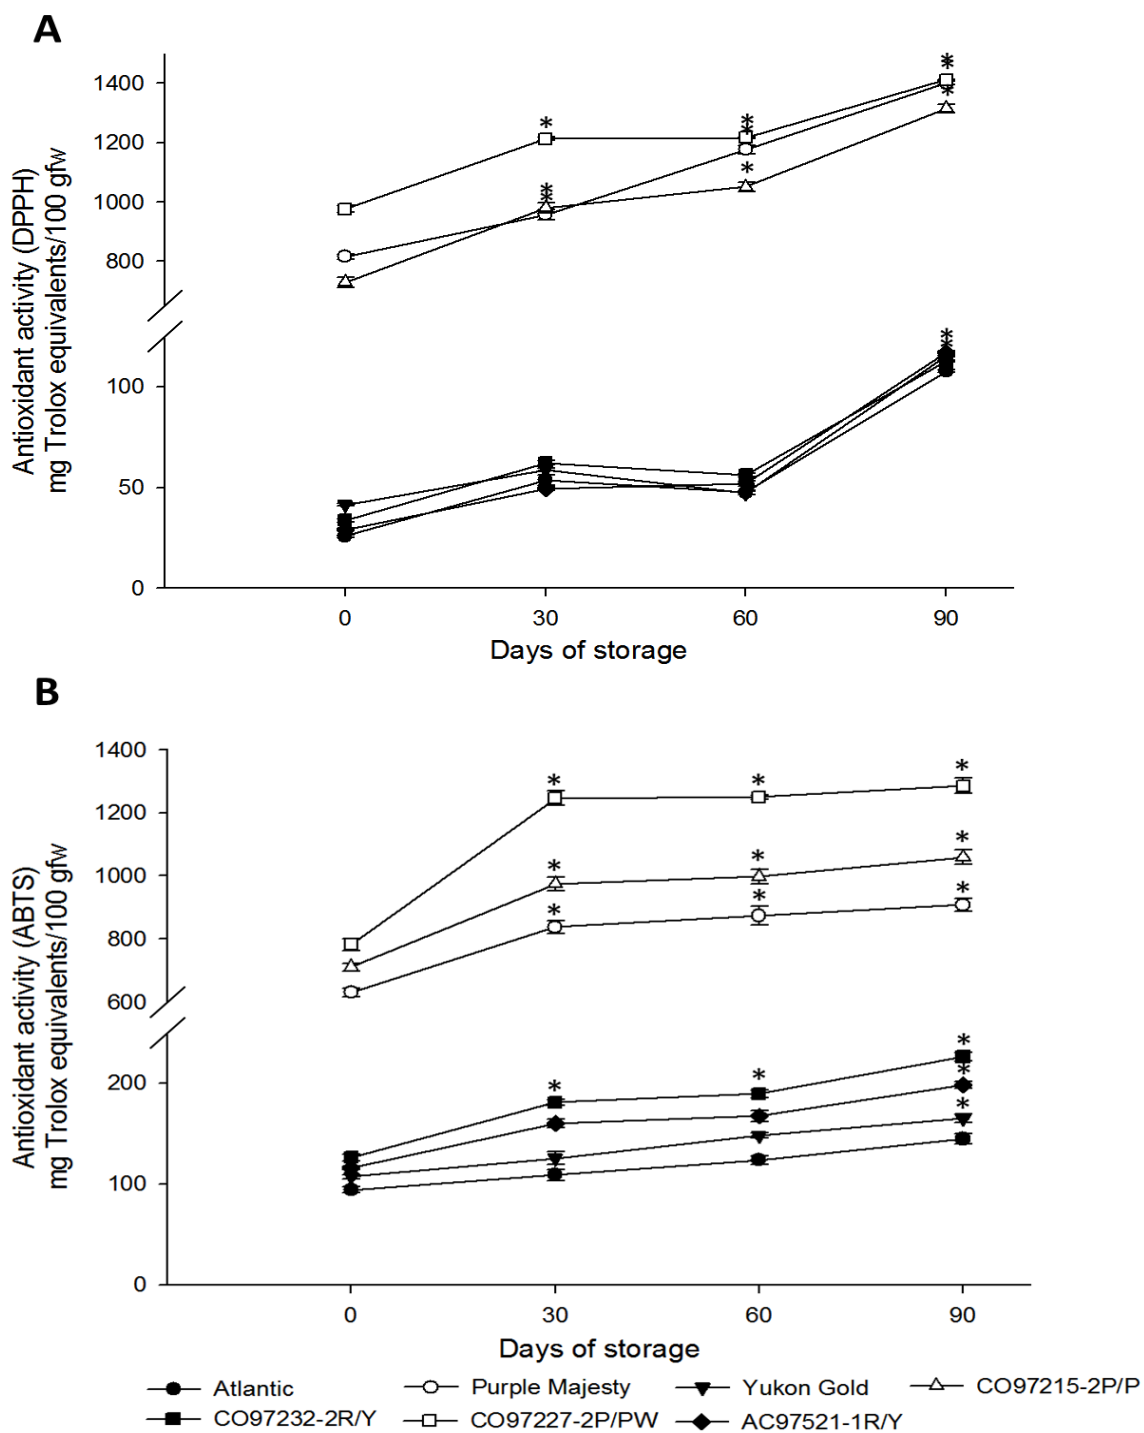 A
Antioxidant activity (DPPH)
mg Trolox equivalents/100 gfw
1400
1200
1000
800
100
50
0
0 30 60 90
Days of storage
B
Antioxidant activity (ABTS)
mg Trolox equivalents/100 gfw
1400
1200
1000
800
600
200
100
0
0 30 60 90
Days of storage
Atlantic Purple Majesty Yukon Gold CO97215-2P/P
CO97232-2R/Y CO97227-2P/PW AC97521-1R/Y